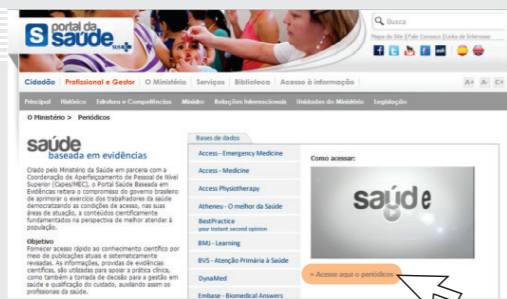 portal da
saúde
SUS
Busca
Mapa do Site | Fale Conosco | Links de Interesse
Cidadão Profissional e Gestor O Ministério Serviços Biblioteca Acesso à informação
A+ A- C+
Principal Histórico Estrutura e Competências Ministro Relações Internacionais Unidades do Ministério Legislação
O Ministério > Periódicos
saúde
baseada em evidências
Criado pelo Ministério da Saúde em parceria com a
Coordenação de Aperfeiçoamento de Pessoal de Nível
Superior (Capes/MEC), o Portal Saúde Baseada em
Evidências reitera o compromisso do governo brasileiro
de aprimorar o exercício dos trabalhadores da saúde
democratizando as condições de acesso, nas suas
áreas de atuação, a conteúdos cientificamente
fundamentados na perspectiva de melhor atender à
população.
Objetivo
Fornecer acesso rápido ao conhecimento científico por
meio de publicações atuais e sistematicamente
revisadas. As informações, providas de evidências
científicas, são utilizadas para apoiar a prática clínica,
como também a tomada de decisão para a gestão em
saúde e qualificação do cuidado, auxiliando assim os
profissionais da saúde.
Bases de dados
Access - Emergency Medicine
Access - Medicine
Access Physiotherapy
Atheneu - O melhor da Saúde
BestPractice
your instant second opinion
BMJ - Learning
BVS - Atenção Primária à Saúde
DynaMed
Embase - Biomedical Answers
Como acessar:
saúde
» Acesse aqui o periódicos